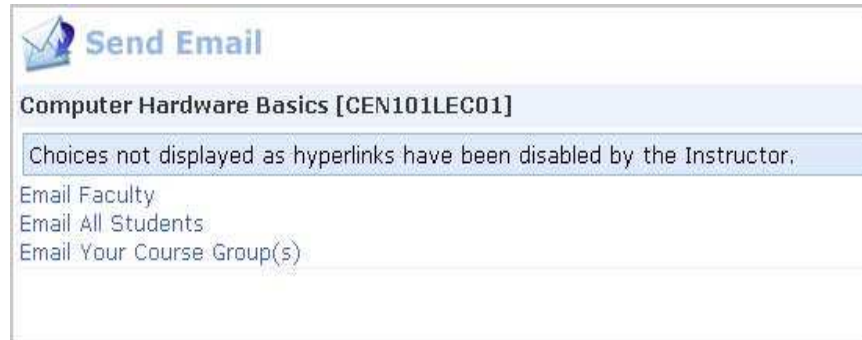 Send Email
Computer Hardware Basics [CEN101LEC01]
Choices not displayed as hyperlinks have been disabled by the Instructor.
Email Faculty
Email All Students
Email Your Course Group(s)